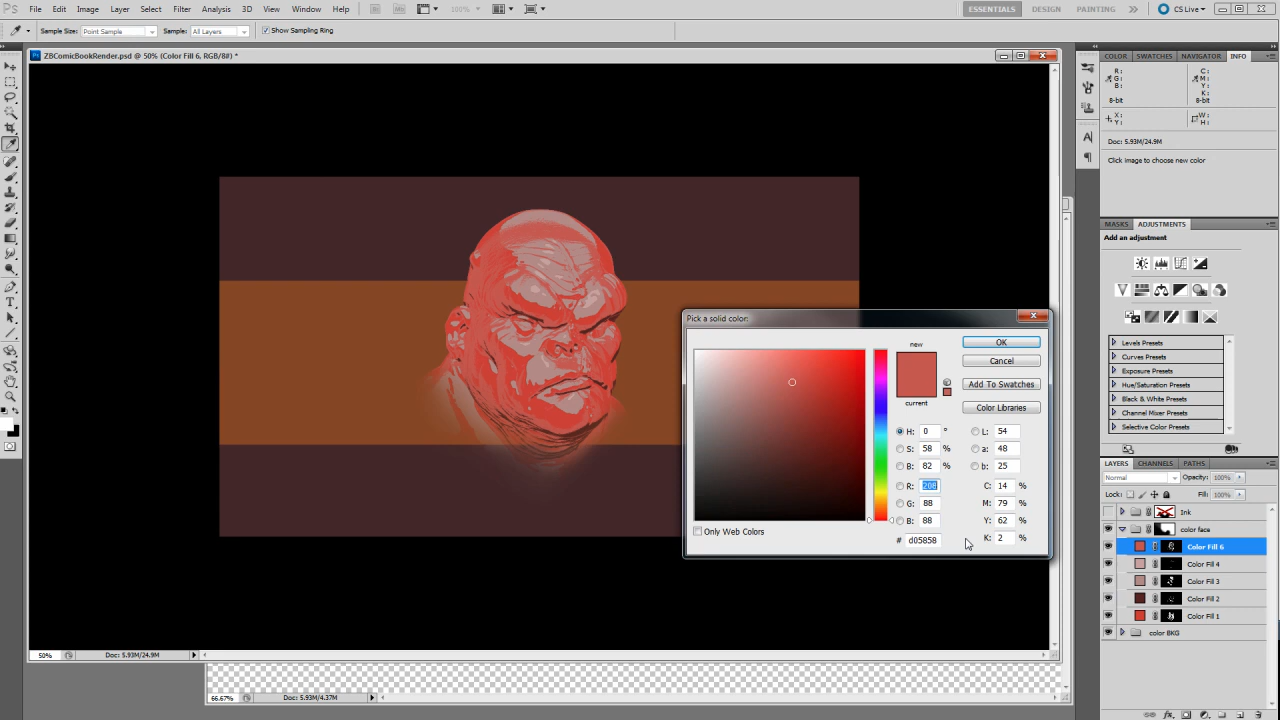 Ps File Edit Image Layer Select Filter Analysis 3D View Window Help Br Mb 100% ESSENTIALS DESIGN PAINTING CS Live
Sample Size: Point Sample Sample: All Layers Show Sampling Ring
ZBComicBookRender.psd @ 50% (Color Fill 6, RGB/8#) *
COLOR SWATCHES NAVIGATOR INFO
R: C:
G: M:
B: Y:
K:
8-bit 8-bit
X: W:
Y: H:
Doc: 5.93M/24.9M
Click image to choose new color
MASKS ADJUSTMENTS
Add an adjustment
Levels Presets
Curves Presets
Exposure Presets
Hue/Saturation Presets
Black & White Presets
Channel Mixer Presets
Selective Color Presets
Pick a solid color:
new
current
OK
Cancel
Add To Swatches
Color Libraries
H: 0 ° L: 54
S: 58 % a: 48
B: 82 % b: 25
R: 208 C: 14 %
G: 88 M: 79 %
B: 88 Y: 62 %
# d05858 K: 2 %
Only Web Colors
LAYERS CHANNELS PATHS
Normal Opacity: 100%
Lock: Fill: 100%
Ink
color face
Color Fill 6
Color Fill 4
Color Fill 3
Color Fill 2
Color Fill 1
color BKG
50% Doc: 5.93M/24.9M
66.67% Doc: 5.93M/4.37M